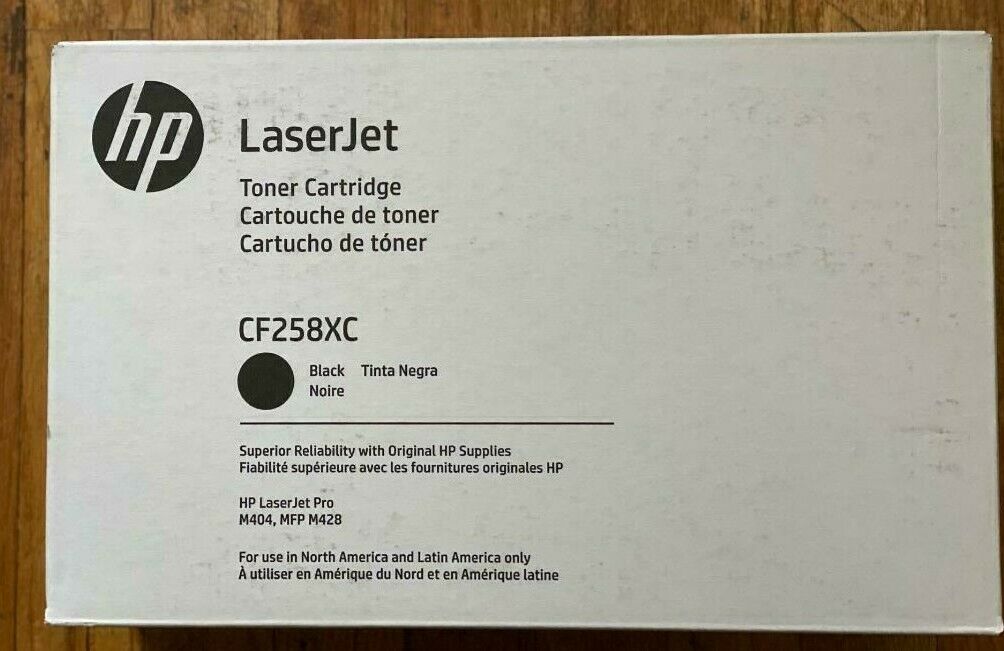 hp
LaserJet
Toner Cartridge
Cartouche de toner
Cartucho de tóner
CF258XC
Black Tinta Negra
Noire
Superior Reliability with Original HP Supplies
Fiabilité supérieure avec les fournitures originales HP
HP LaserJet Pro
M404, MFP M428
For use in North America and Latin America only
À utiliser en Amérique du Nord et en Amérique latine